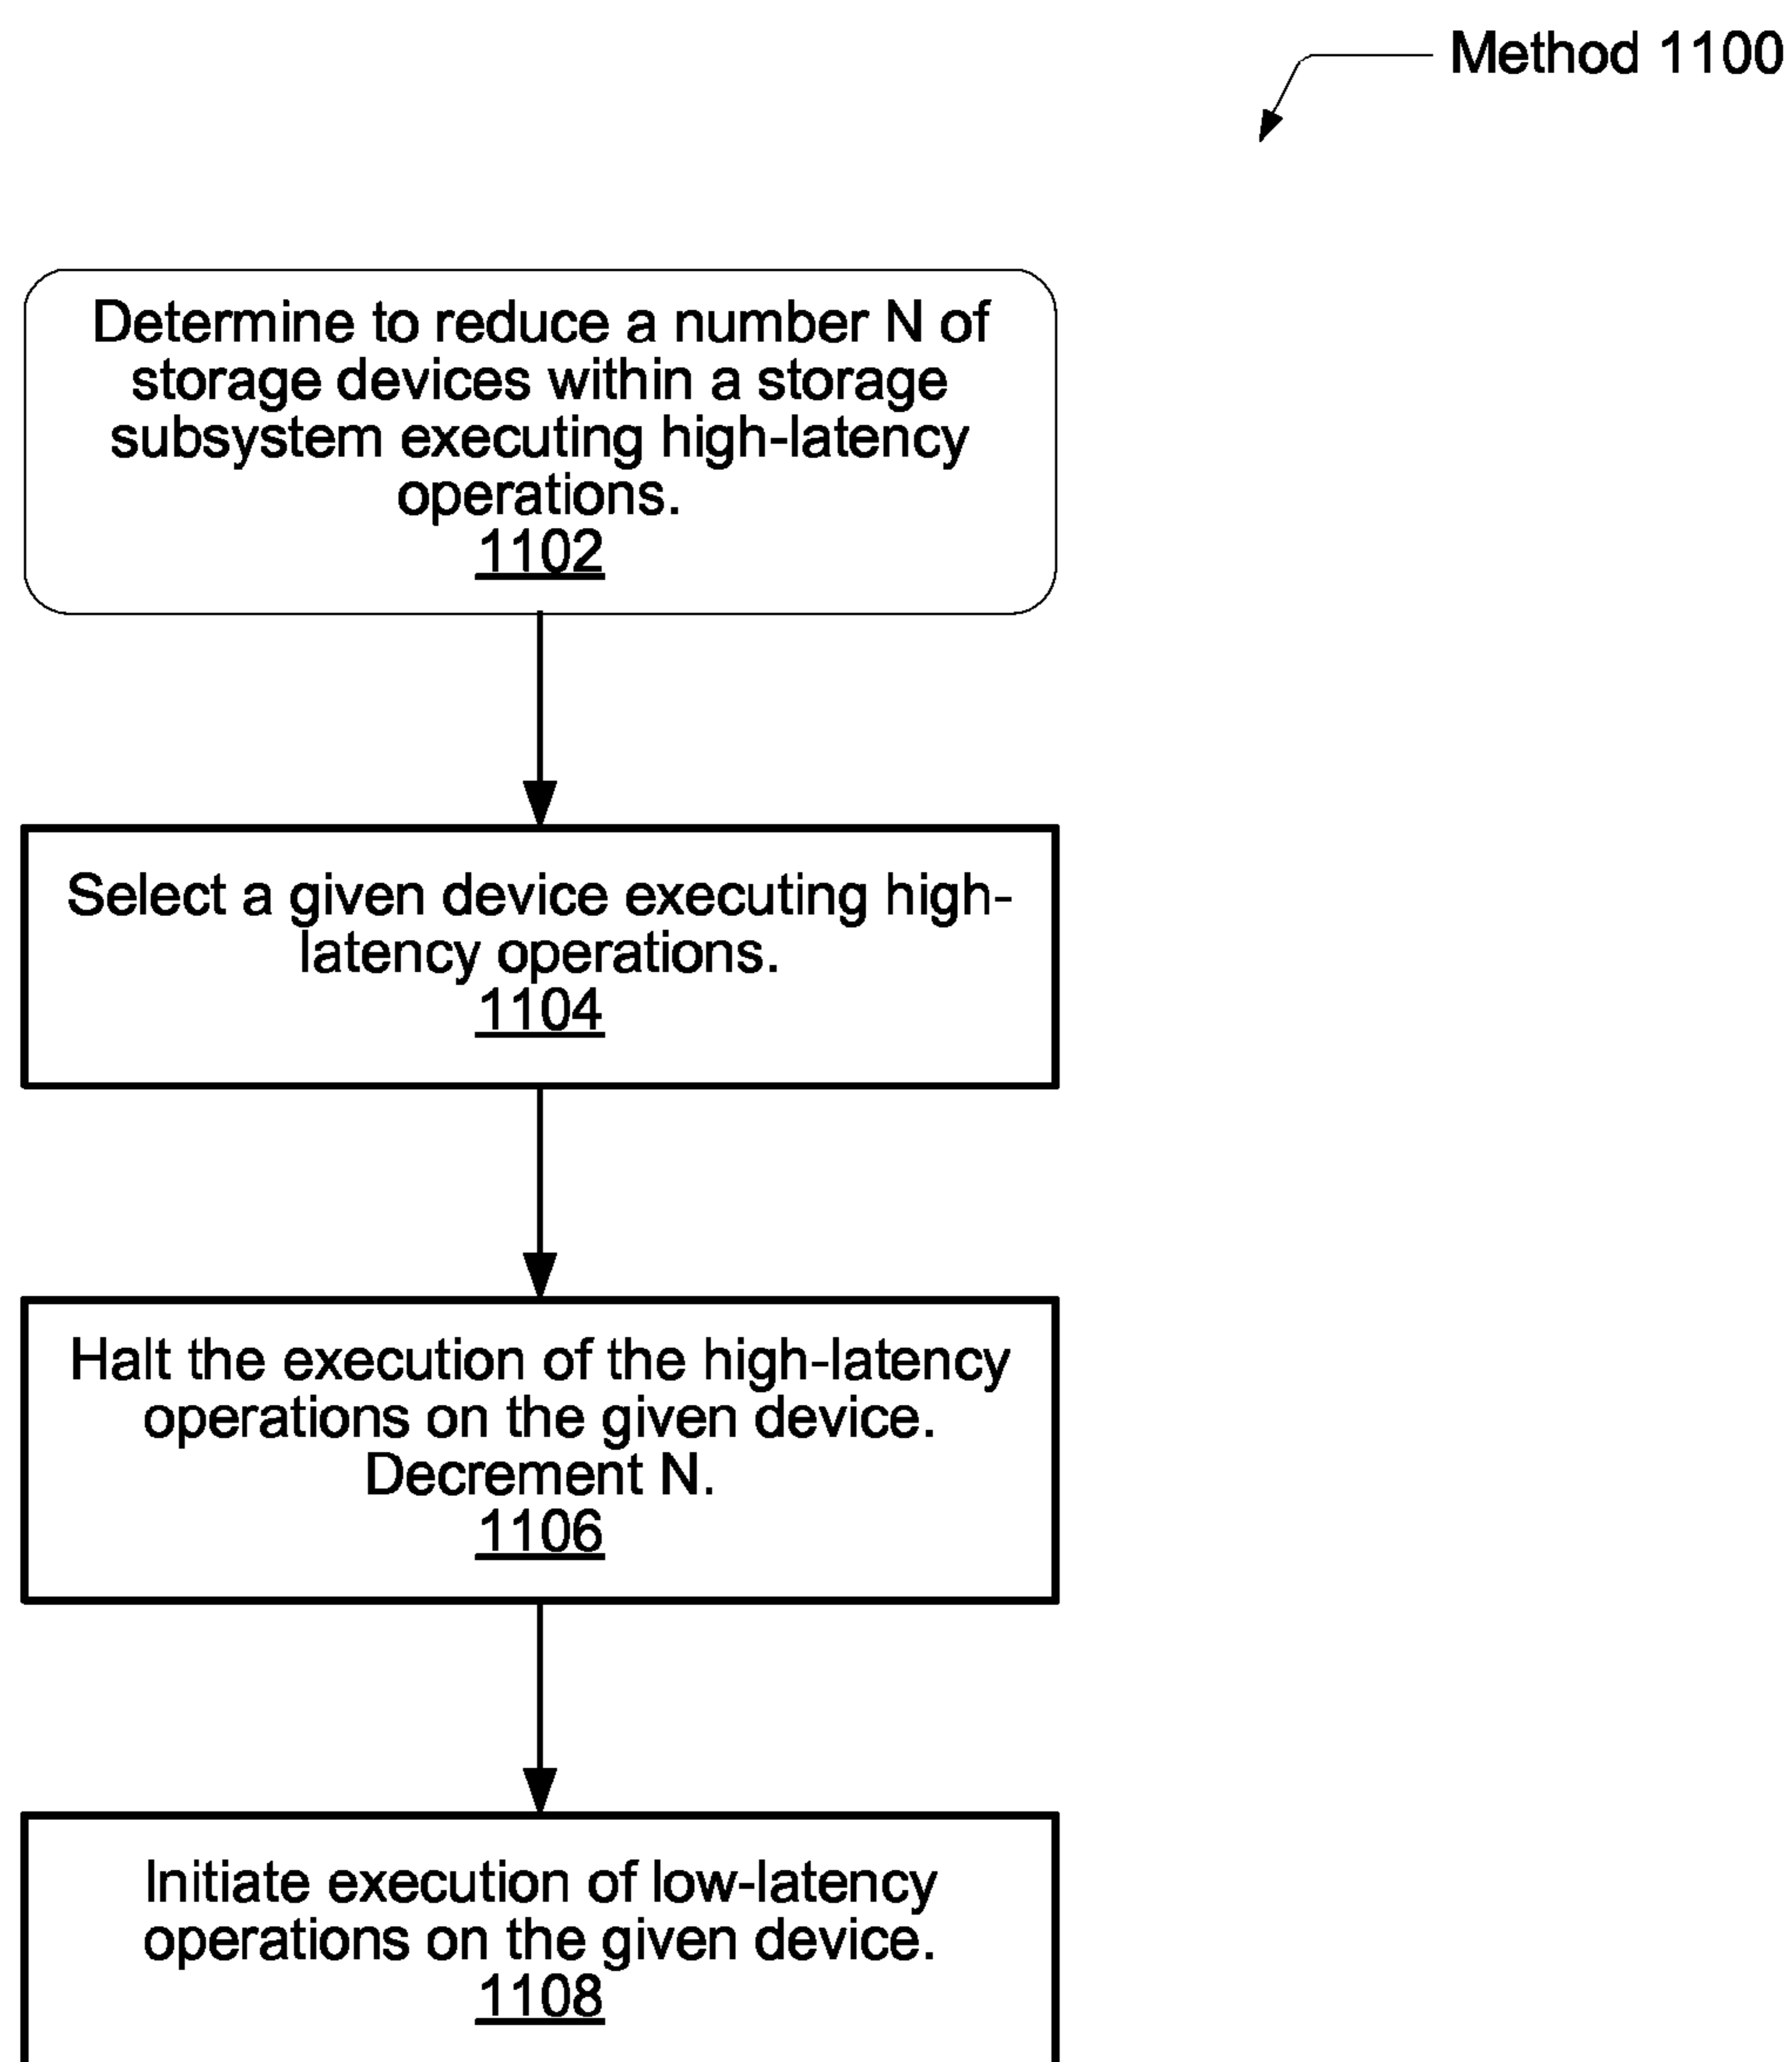 Method 1100
Determine to reduce a number N of
storage devices within a storage
subsystem executing high-latency
operations.
1102
Select a given device executing high-
latency operations.
1104
Halt the execution of the high-latency
operations on the given device.
Decrement N.
1106
Initiate execution of low-latency
operations on the given device.
1108